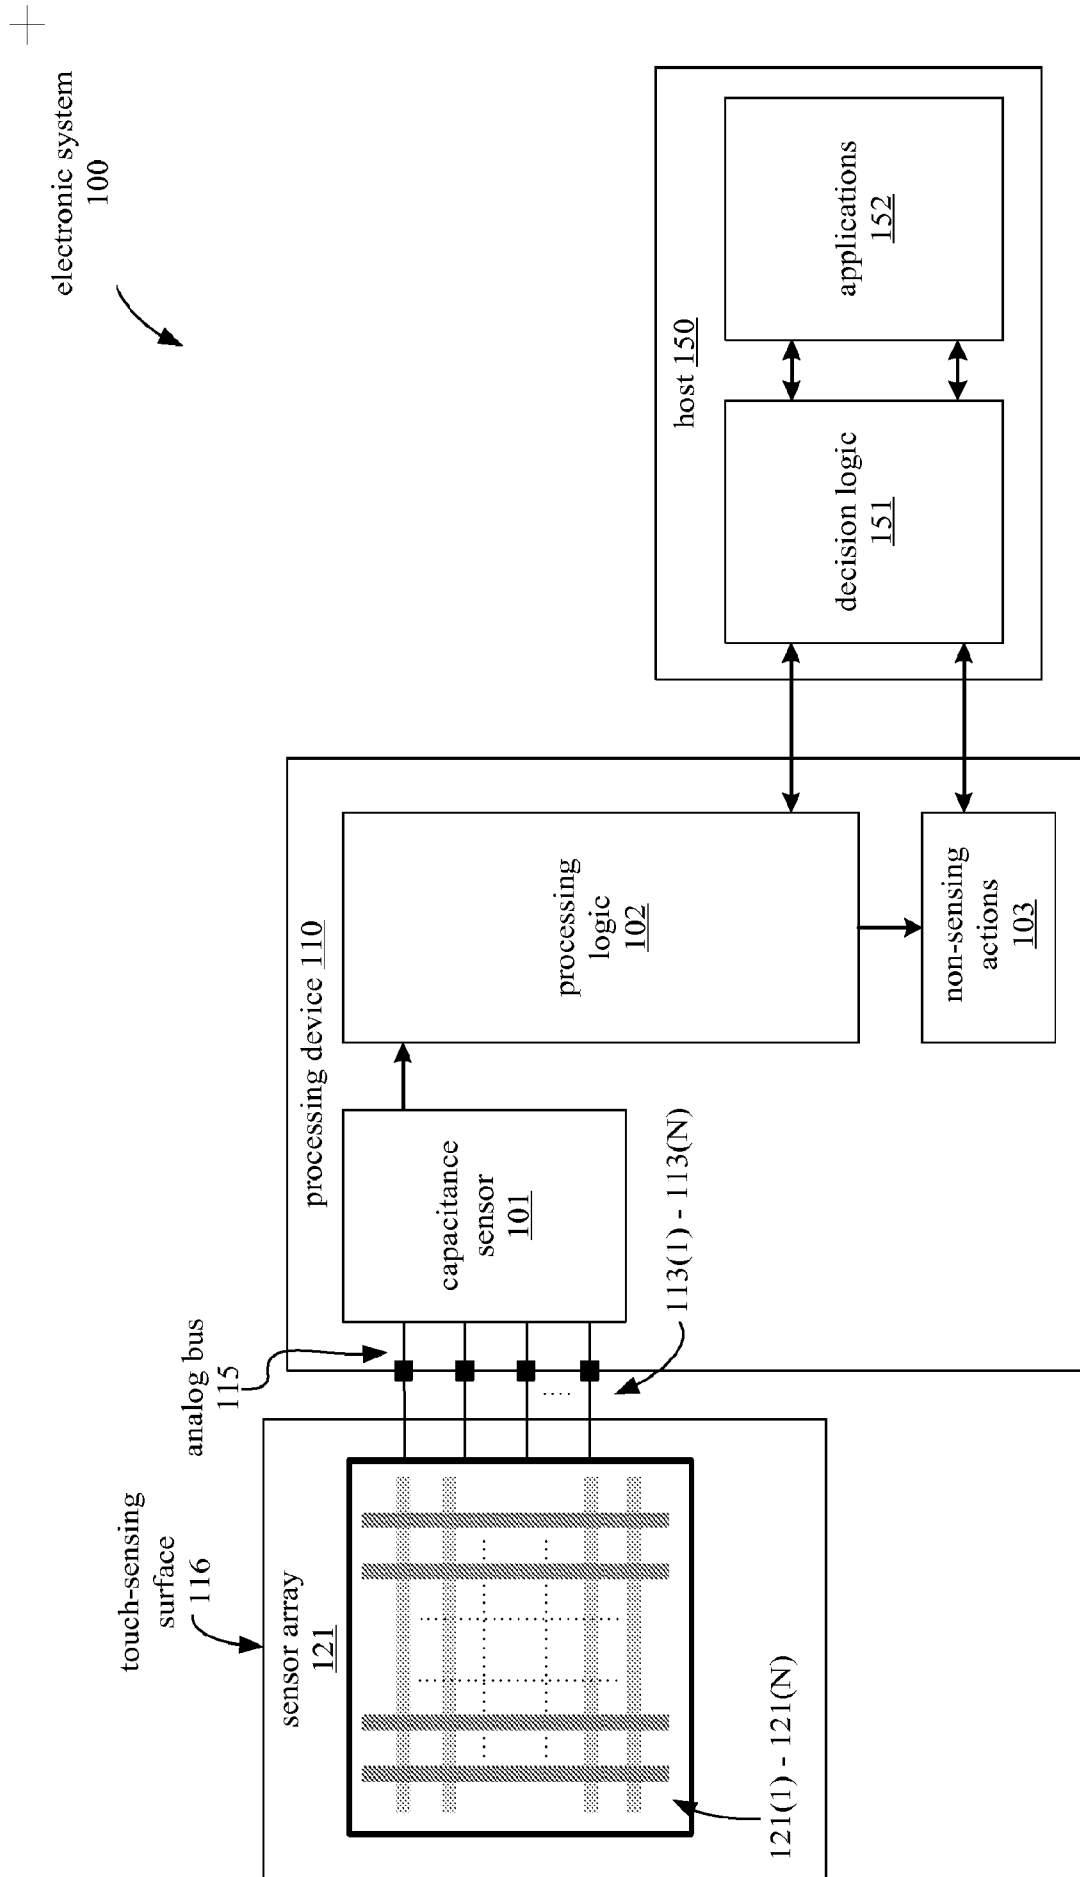 electronic system
100
touch-sensing
surface
116
sensor array
121
121(1) - 121(N)
analog bus
115
113(1) - 113(N)
processing device 110
capacitance
sensor
101
processing
logic
102
non-sensing
actions
103
host 150
decision logic
151
applications
152